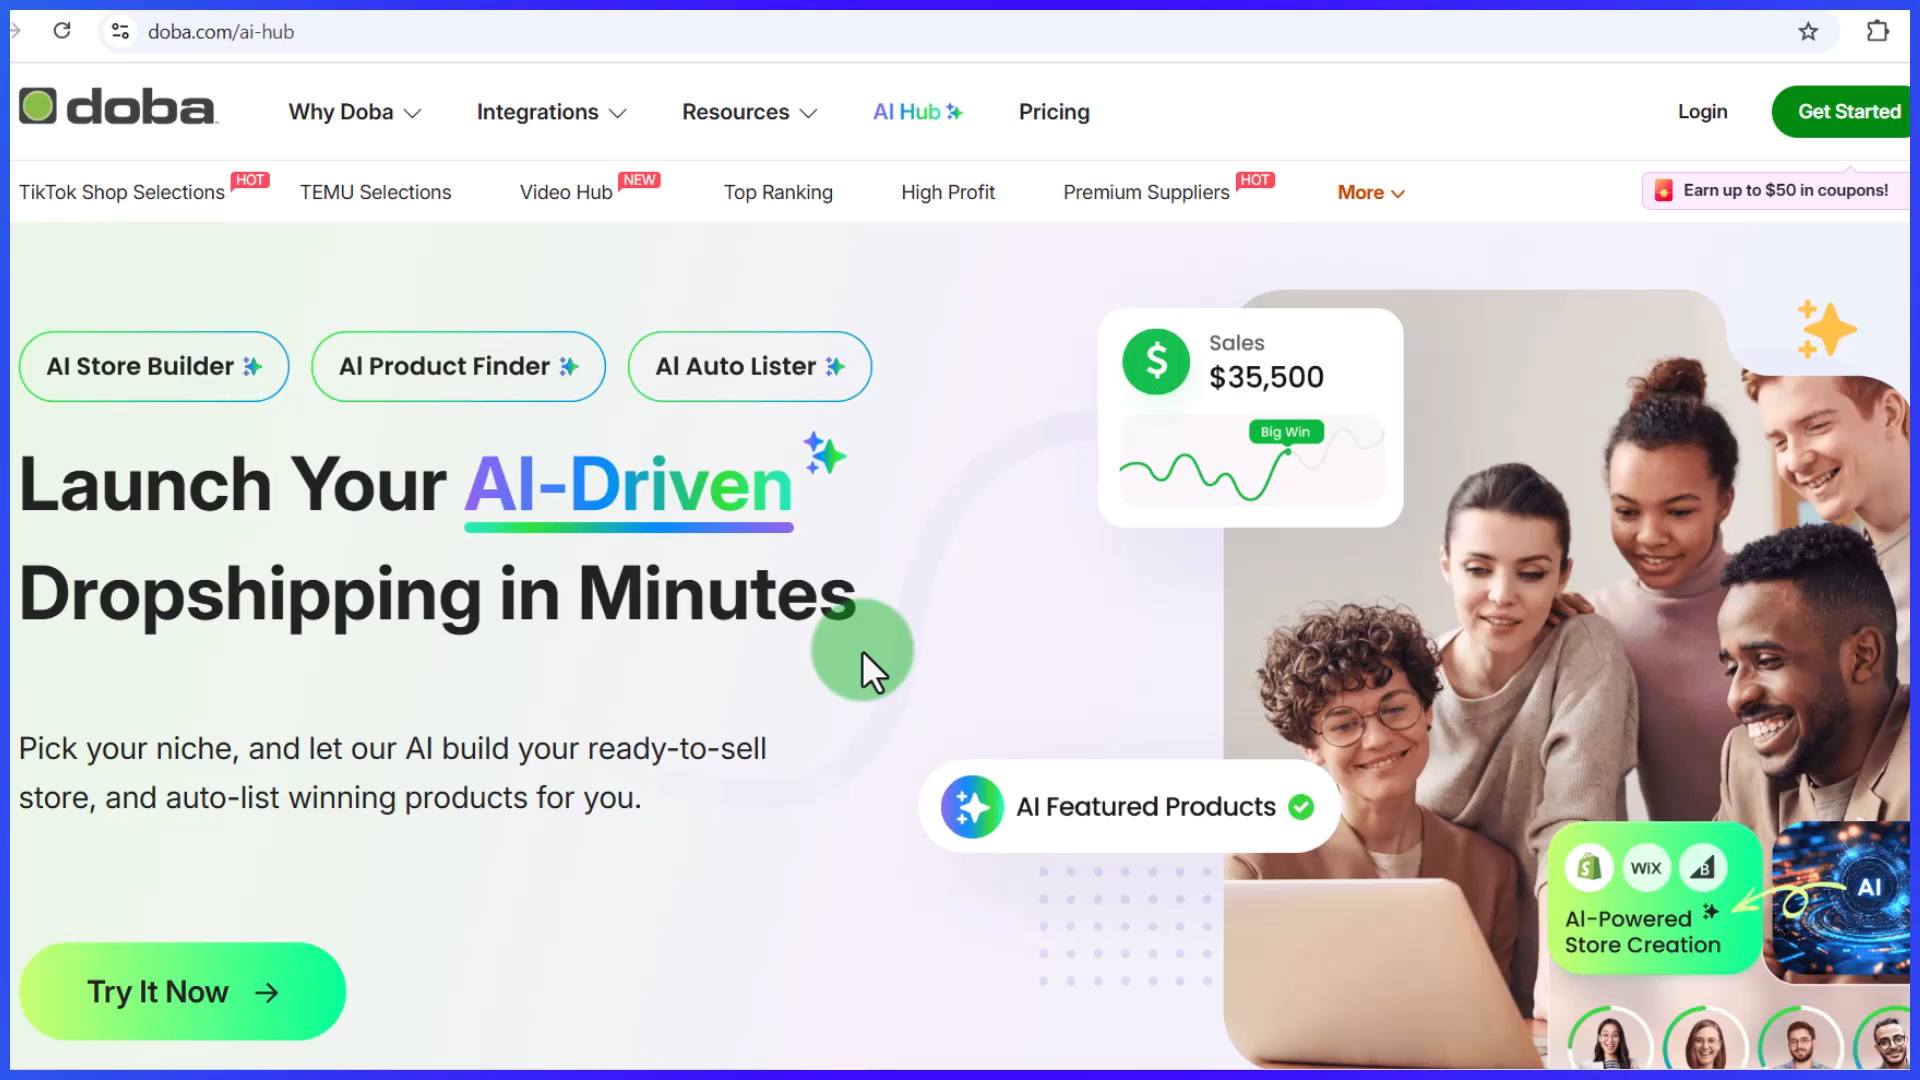 doba.com/ai-hub
doba
Why Doba
Integrations
Resources
AI Hub
Pricing
Login
Get Started
TikTok Shop Selections HOT
TEMU Selections
Video Hub NEW
Top Ranking
High Profit
Premium Suppliers HOT
More
Earn up to $50 in coupons!
AI Store Builder
AI Product Finder
AI Auto Lister
Launch Your AI-Driven
Dropshipping in Minutes
Pick your niche, and let our AI build your ready-to-sell
store, and auto-list winning products for you.
Try It Now
$
Sales
$35,500
Big Win
AI Featured Products
WiX
B
AI-Powered
Store Creation
AI